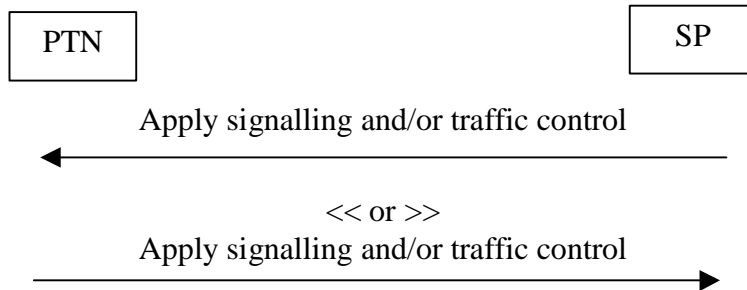 PTN
SP
Apply signalling and/or traffic control
<< or >>
Apply signalling and/or traffic control